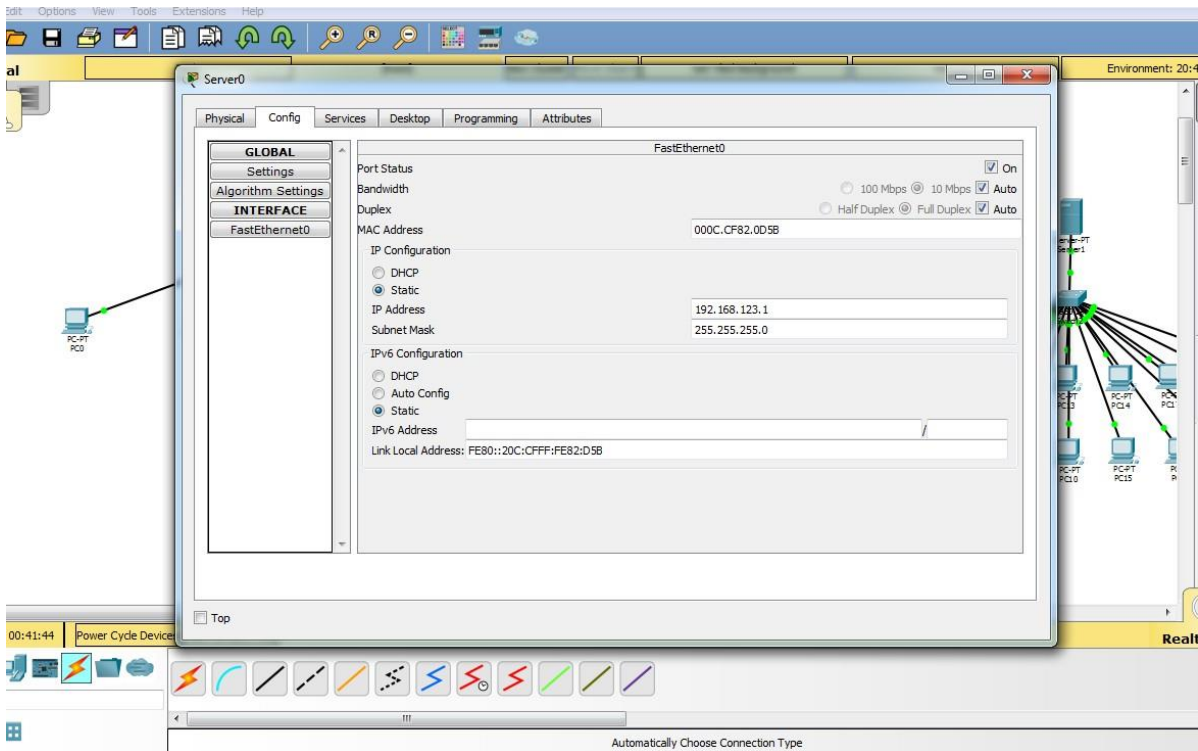 Edit Options View Tools Extensions Help
Environment: 20:4
Server0
Physical Config Services Desktop Programming Attributes
GLOBAL
Settings
Algorithm Settings
INTERFACE
FastEthernet0
FastEthernet0
Port Status On
Bandwidth 100 Mbps 10 Mbps Auto
Duplex Half Duplex Full Duplex Auto
MAC Address 000C.CF82.0D5B
IP Configuration
DHCP
Static
IP Address 192.168.123.1
Subnet Mask 255.255.255.0
IPv6 Configuration
DHCP
Auto Config
Static
IPv6 Address /
Link Local Address: FE80::20C:CFFF:FE82:D5B
Top
PC-PT
PC0
PC-PT
PC14
PC-PT
PC10
PC-PT
PC15
00:41:44 Power Cycle Device
Realt
Automatically Choose Connection Type